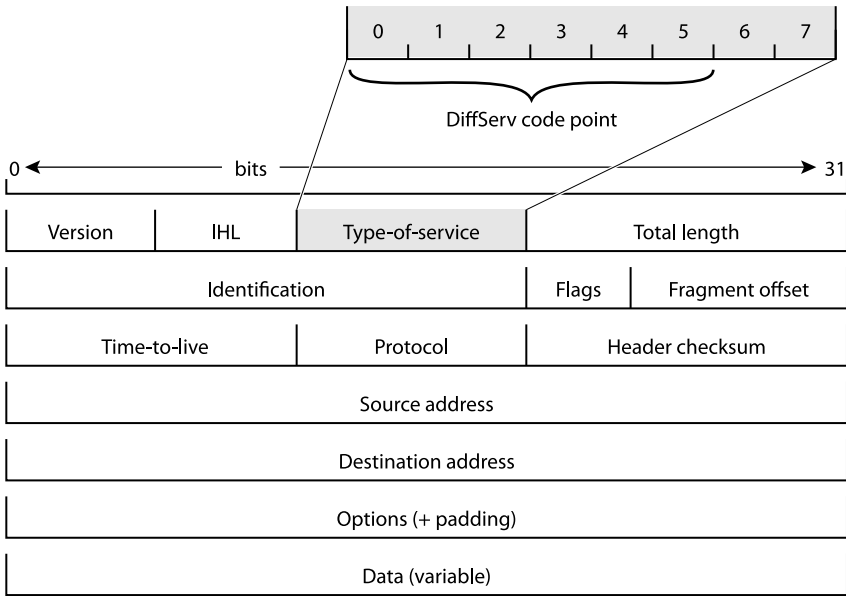 0 1 2 3 4 5 6 7
DiffServ code point
0 bits 31
Version IHL Type-of-service Total length
Identification Flags Fragment offset
Time-to-live Protocol Header checksum
Source address
Destination address
Options (+ padding)
Data (variable)